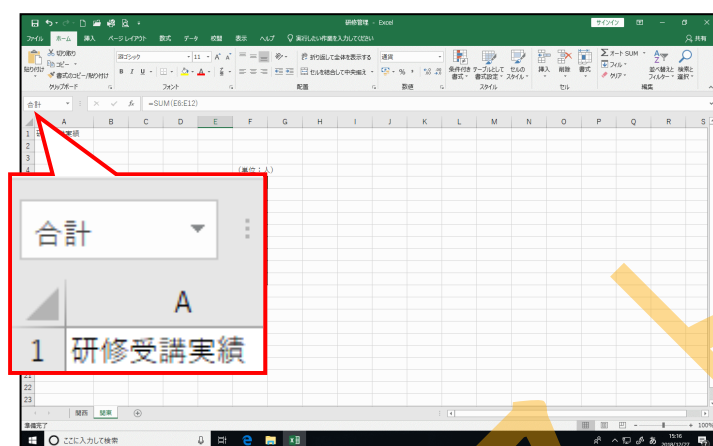 研修管理 - Excel
サインイン
ファイル ホーム 挿入 ページレイアウト 数式 データ 校閲 表示 ヘルプ 実行したい作業を入力してください 共有
貼り付け 切り取り コピー 書式のコピー/貼り付け
游ゴシック 11 A A
B I U
折り返して全体を表示する
セルを結合して中央揃え
通貨
% ,
条件付き書式 テーブルとして書式設定 セルのスタイル
挿入 削除 書式
Σ オート SUM フィル クリア
並べ替えとフィルター 検索と選択
クリップボード フォント 配置 数値 スタイル セル 編集
合計 fx =SUM(E6:E12)
A B C D E F G H I J K L M N O P Q R S
1
2
3
4 (単位:人)
合計
A
1 研修受講実績
22
23
関西 関東
準備完了 100%
ここに入力して検索
あ 15:16
2018/12/22